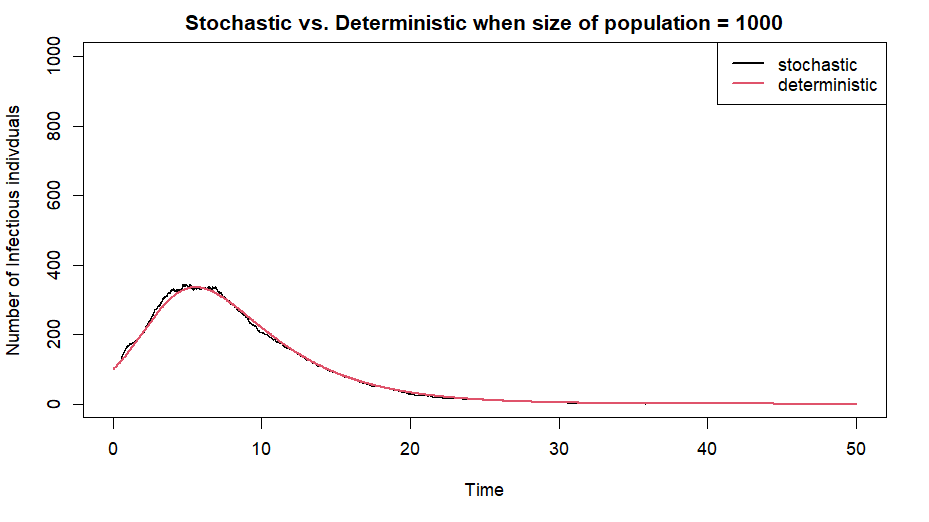 Stochastic vs. Deterministic when size of population = 1000
stochastic
deterministic
Number of Infectious indivduals
1000
800
600
400
200
0
0 10 20 30 40 50
Time